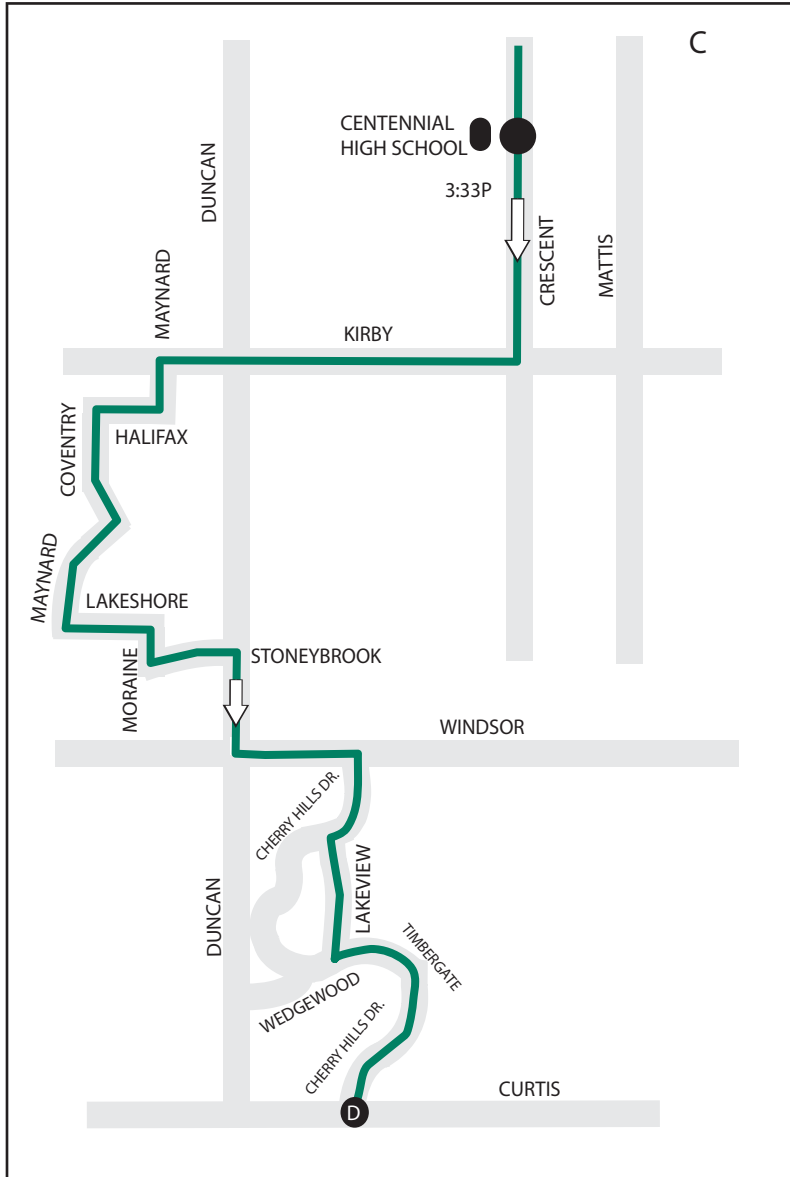 C
CENTENNIAL
HIGH SCHOOL
3:33P
DUNCAN
MAYNARD
CRESCENT
MATTIS
KIRBY
COVENTRY
HALIFAX
MAYNARD
LAKESHORE
MORAINE
STONEYBROOK
WINDSOR
CHERRY HILLS DR.
LAKEVIEW
DUNCAN
TIMBERGATE
WEDGEWOOD
CHERRY HILLS DR.
CURTIS
D